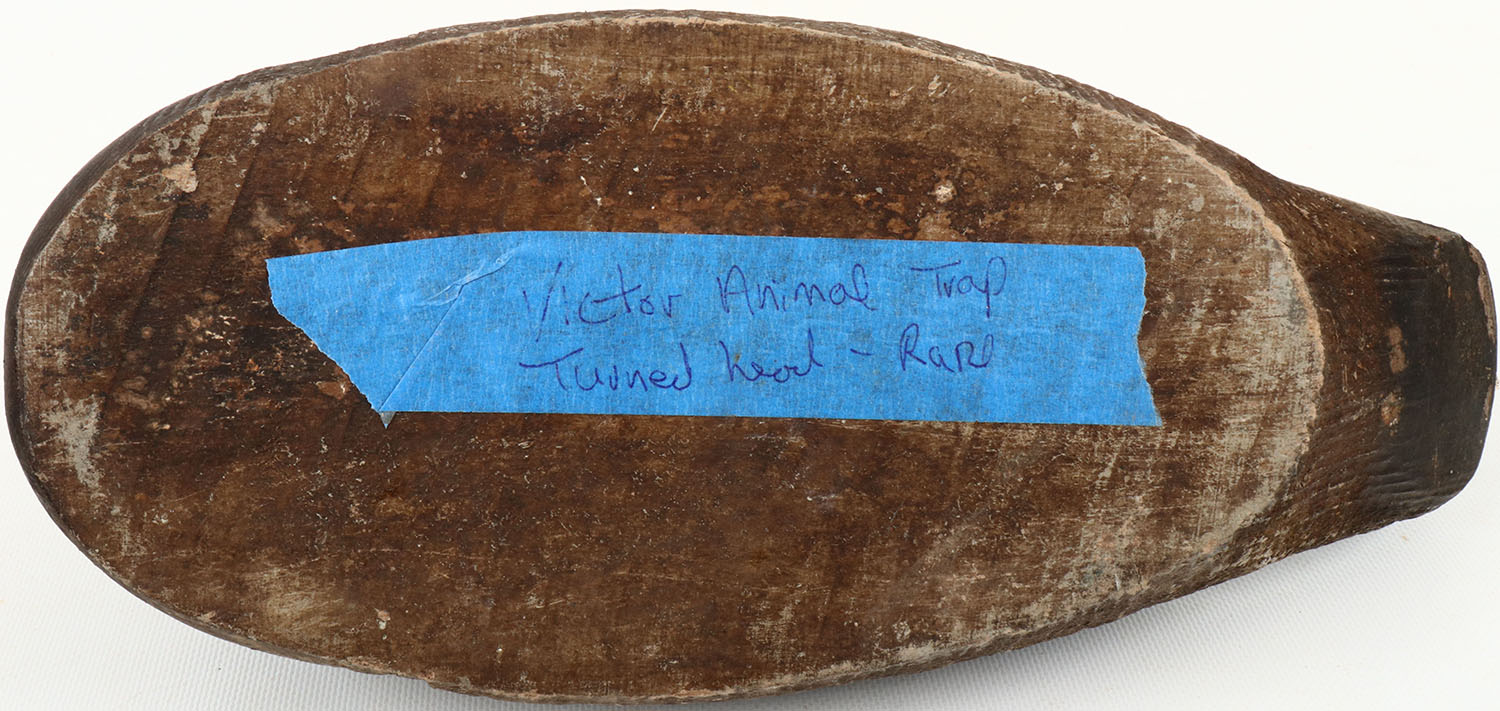 Victor Animal Trap
Turned head - Rare